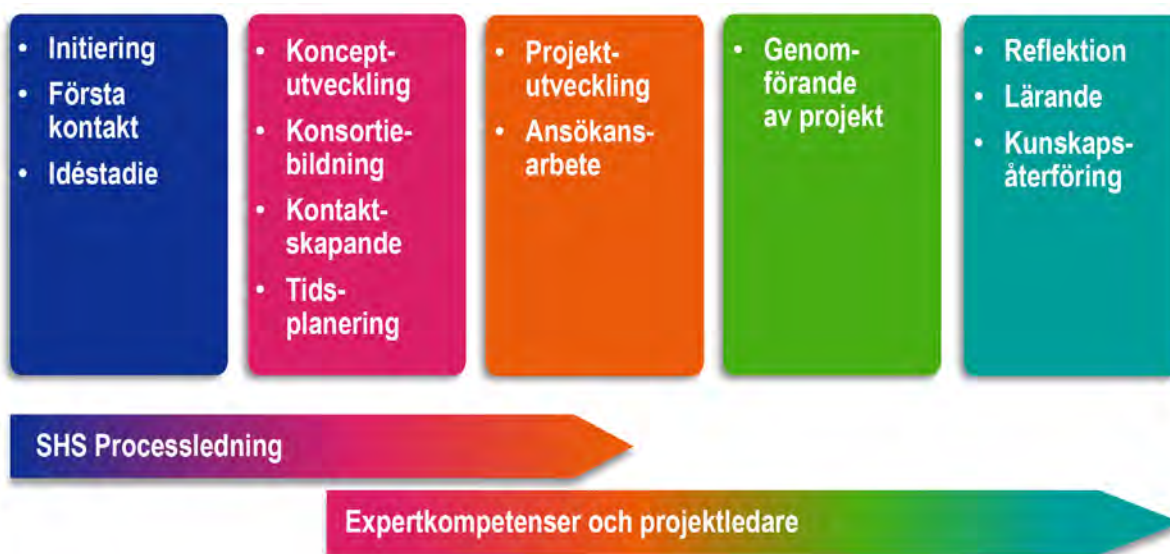 • Initiering
• Första
kontakt
• Idéstadie
• Koncept-
utveckling
• Konsortie-
bildning
• Kontakt-
skapande
• Tids-
planering
• Projekt-
utveckling
• Ansökans-
arbete
• Genom-
förande
av projekt
• Reflektion
• Lärande
• Kunskaps-
återföring
SHS Processledning
Expertkompetenser och projektledare